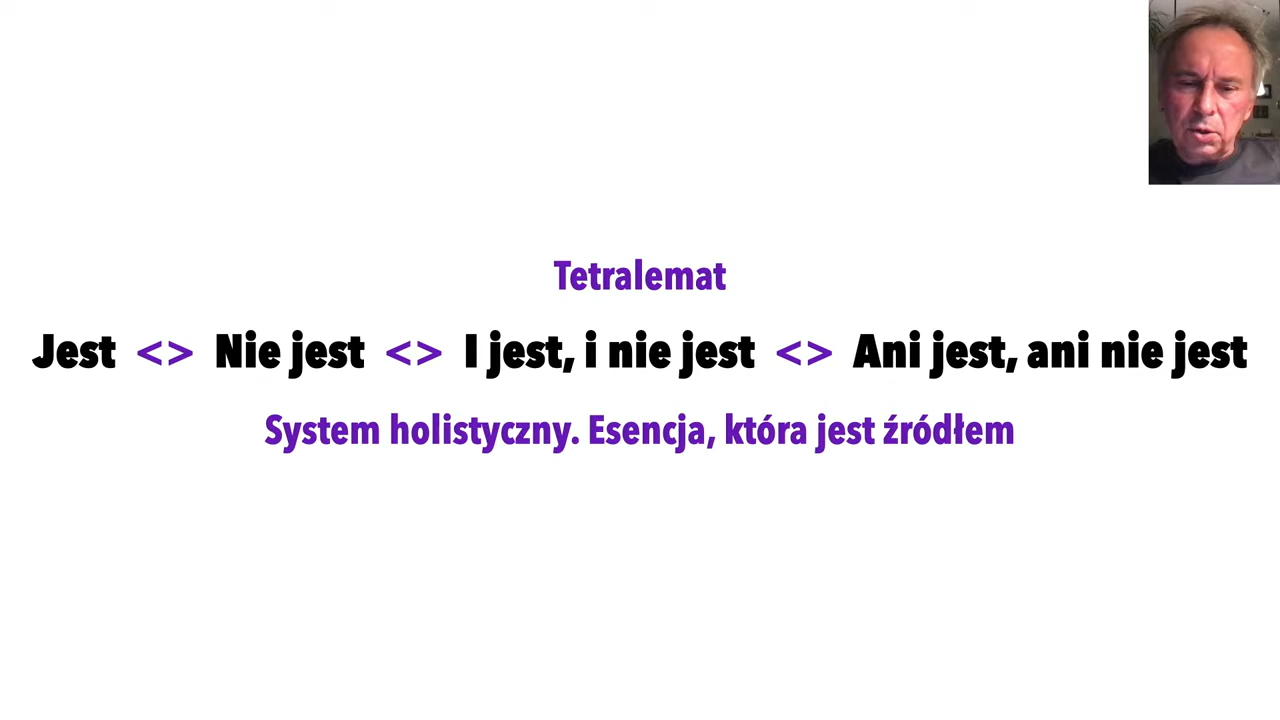 Tetralemat
Jest <> Nie jest <> I jest, i nie jest <> Ani jest, ani nie jest
System holistyczny. Esencja, która jest źródłem